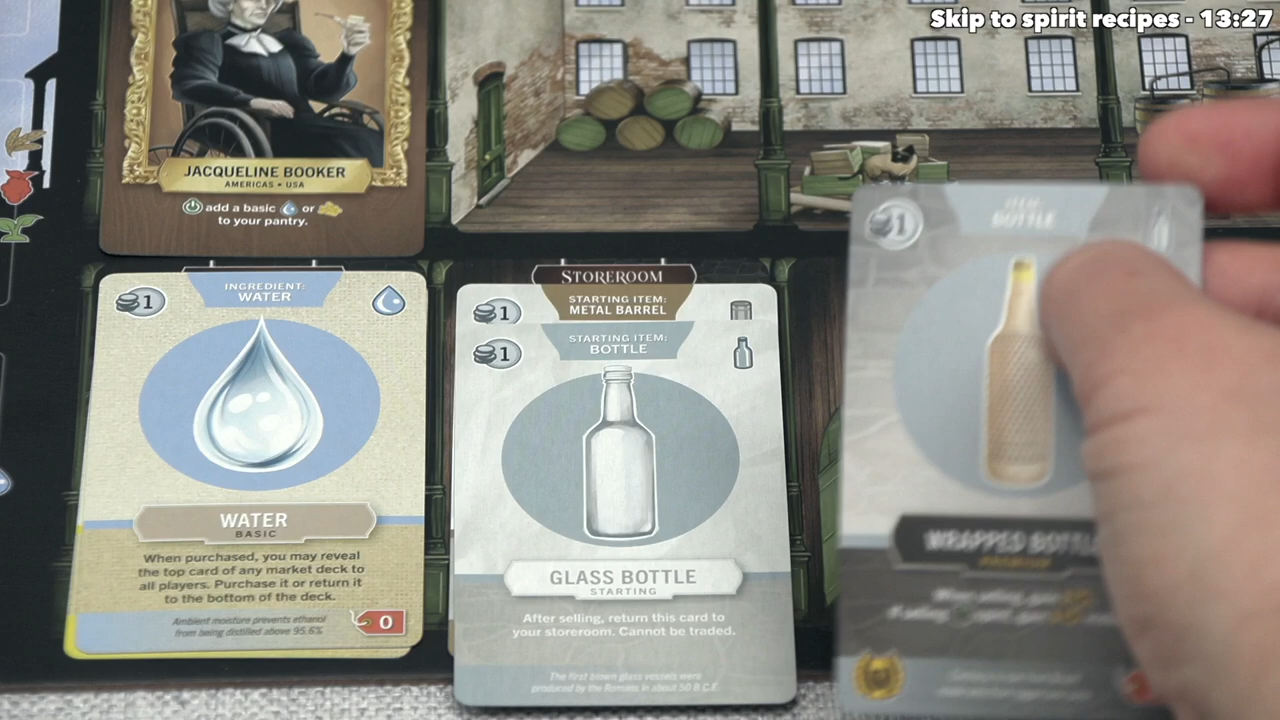 Skip to spirit recipes - 13:27
JACQUELINE BOOKER
AMERICAS • USA
add a basic or
to your pantry.
1
INGREDIENT:
WATER
WATER
BASIC
When purchased, you may reveal
the top card of any market deck to
all players. Purchase it or return it
to the bottom of the deck.
Ambient moisture prevents ethanol
from being distilled above 95.6%
0
STOREROOM
1
STARTING ITEM:
METAL BARREL
1
STARTING ITEM:
BOTTLE
GLASS BOTTLE
STARTING
After selling, return this card to
your storeroom. Cannot be traded.
The first blown glass vessels were
produced by the Romans in about 50 B.C.E.
1
ITEM:
BOTTLE
WRAPPED BOTTLE
PREMIUM